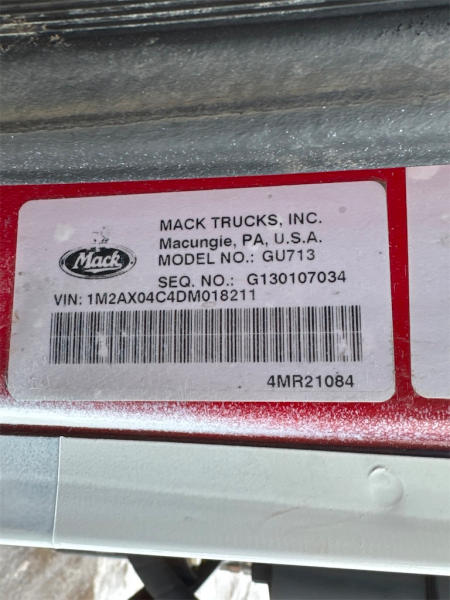 MACK TRUCKS, INC.
Macungie, PA, U.S.A.
Mack
MODEL NO.: GU713
SEQ. NO.: G130107034
VIN: 1M2AX04C4DM018211
4MR21084